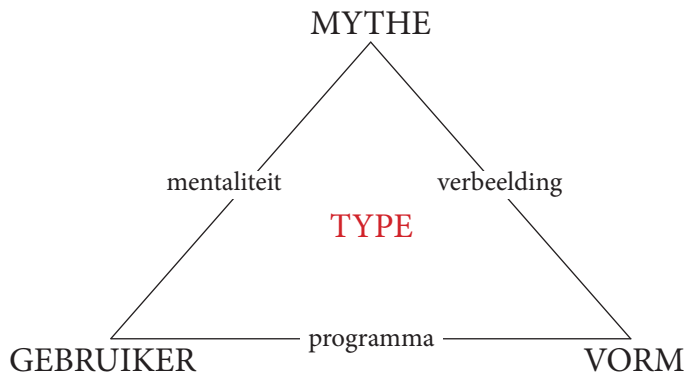 MYTHE
mentaliteit
verbeelding
TYPE
programma
GEBRUIKER
VORM